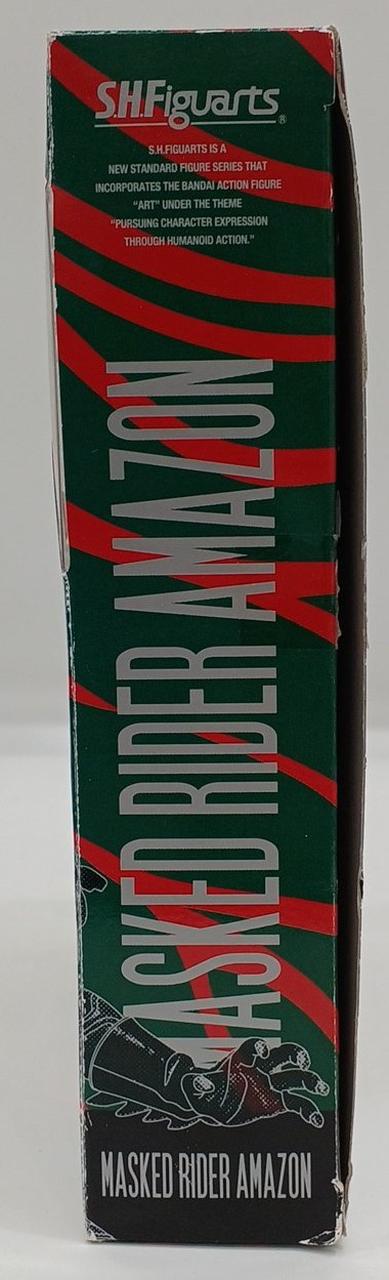 S.H.Figuarts®
S.H.FIGUARTS IS A
NEW STANDARD FIGURE SERIES THAT
INCORPORATES THE BANDAI ACTION FIGURE
"ART" UNDER THE THEME
"PURSUING CHARACTER EXPRESSION
THROUGH HUMANOID ACTION."
MASKED RIDER AMAZON
MASKED RIDER AMAZON